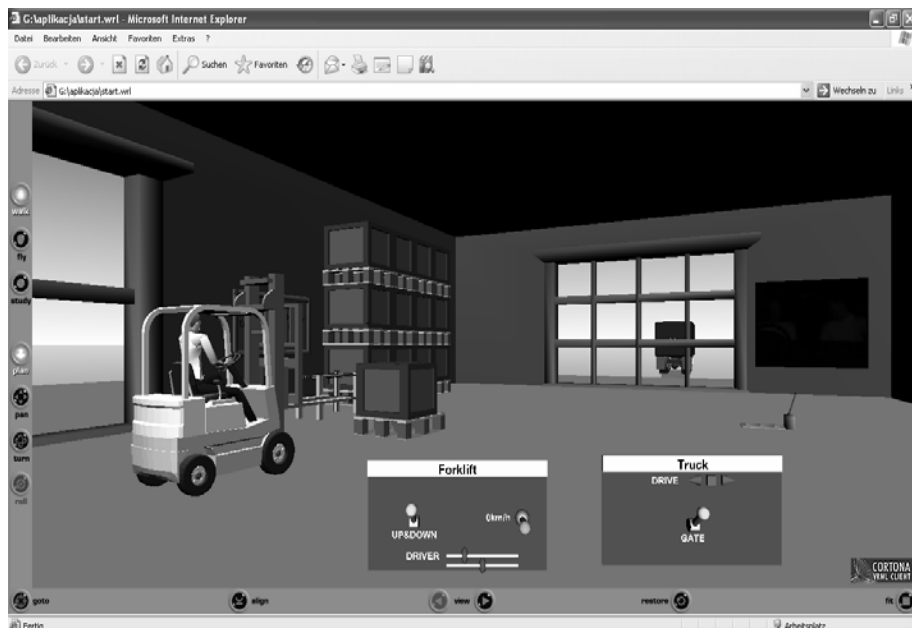 G:\aplikacja\start.wrl - Microsoft Internet Explorer
Datei Bearbeiten Ansicht Favoriten Extras ?
Zurück Suchen Favoriten
Adresse G:\aplikacja\start.wrl Wechseln zu Links »
walk
fly
study
plan
pan
turn
roll
Forklift
0km/h
UP&DOWN
DRIVER
Truck
DRIVE
GATE
CORTONA
VRML CLIENT
goto align view restore fit
Fertig Arbeitsplatz